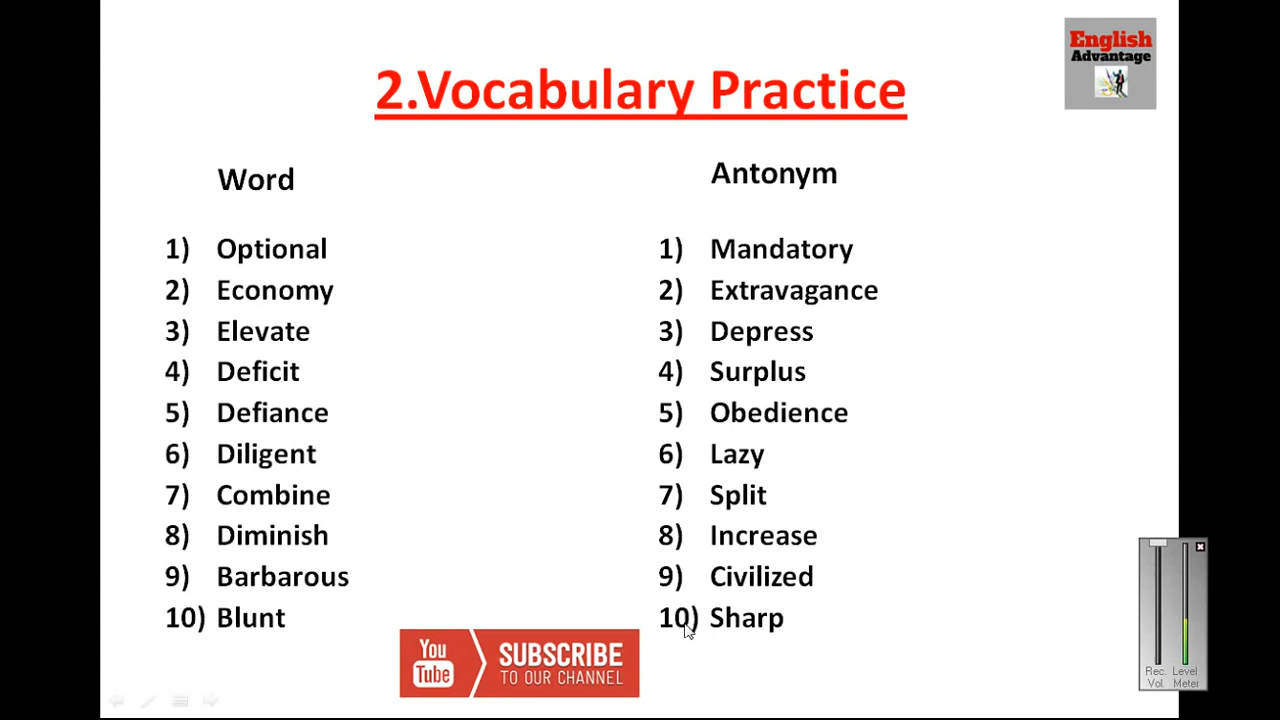 English
Advantage
2.Vocabulary Practice
Word
1) Optional
2) Economy
3) Elevate
4) Deficit
5) Defiance
6) Diligent
7) Combine
8) Diminish
9) Barbarous
10) Blunt
Antonym
1) Mandatory
2) Extravagance
3) Depress
4) Surplus
5) Obedience
6) Lazy
7) Split
8) Increase
9) Civilized
10) Sharp
You
Tube
SUBSCRIBE
TO OUR CHANNEL
Rec. Level
Vol. Meter